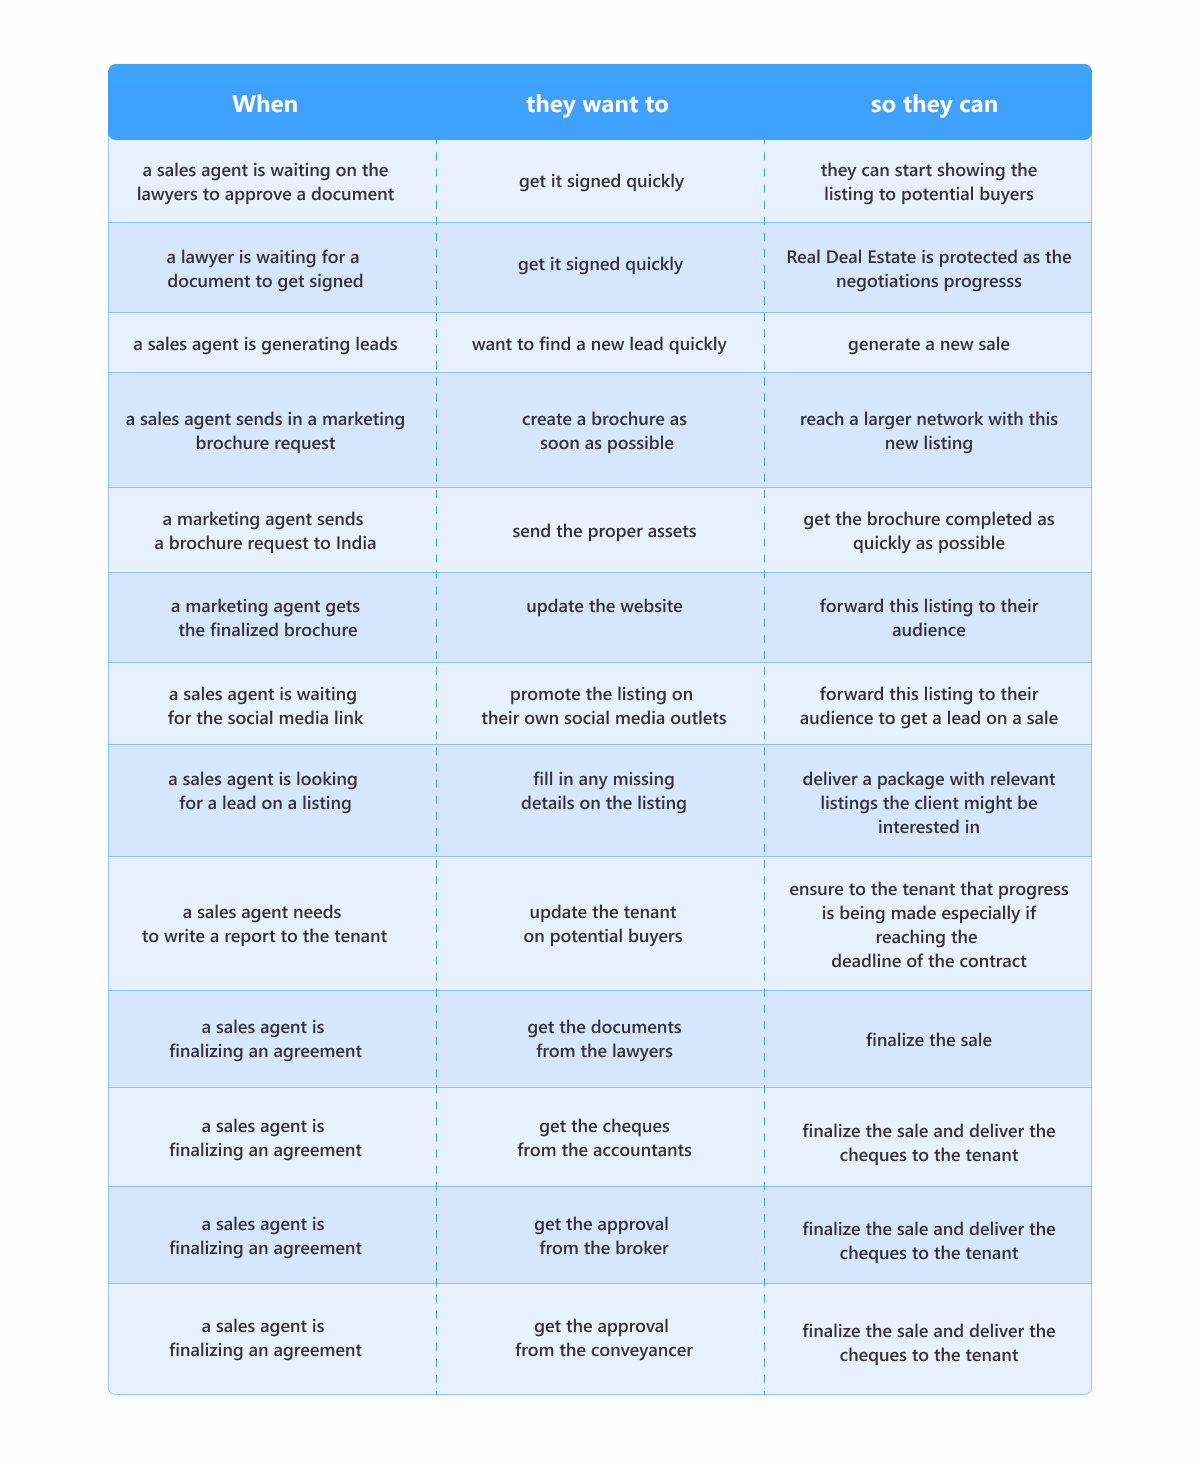 When
they want to
so they can
a sales agent is waiting on the
lawyers to approve a document
get it signed quickly
they can start showing the
listing to potential buyers
a lawyer is waiting for a
document to get signed
get it signed quickly
Real Deal Estate is protected as the
negotiations progresss
a sales agent is generating leads
want to find a new lead quickly
generate a new sale
a sales agent sends in a marketing
brochure request
create a brochure as
soon as possible
reach a larger network with this
new listing
a marketing agent sends
a brochure request to India
send the proper assets
get the brochure completed as
quickly as possible
a marketing agent gets
the finalized brochure
update the website
forward this listing to their
audience
a sales agent is waiting
for the social media link
promote the listing on
their own social media outlets
forward this listing to their
audience to get a lead on a sale
a sales agent is looking
for a lead on a listing
fill in any missing
details on the listing
deliver a package with relevant
listings the client might be
interested in
a sales agent needs
to write a report to the tenant
update the tenant
on potential buyers
ensure to the tenant that progress
is being made especially if
reaching the
deadline of the contract
a sales agent is
finalizing an agreement
get the documents
from the lawyers
finalize the sale
a sales agent is
finalizing an agreement
get the cheques
from the accountants
finalize the sale and deliver the
cheques to the tenant
a sales agent is
finalizing an agreement
get the approval
from the broker
finalize the sale and deliver the
cheques to the tenant
a sales agent is
finalizing an agreement
get the approval
from the conveyancer
finalize the sale and deliver the
cheques to the tenant